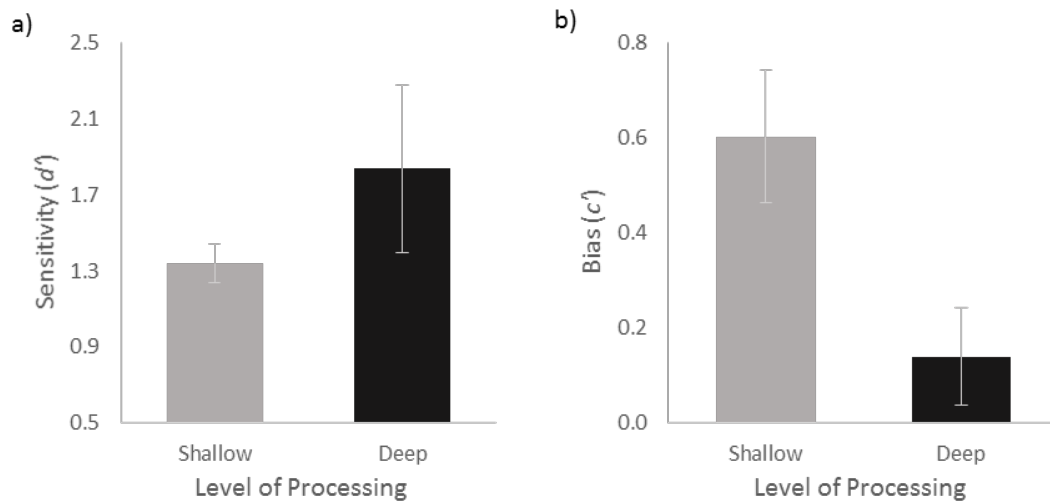 a)
Sensitivity (d′)
2.5
2.1
1.7
1.3
0.9
0.5
Shallow Deep
Level of Processing
b)
Bias (c′)
0.8
0.6
0.4
0.2
0.0
Shallow Deep
Level of Processing